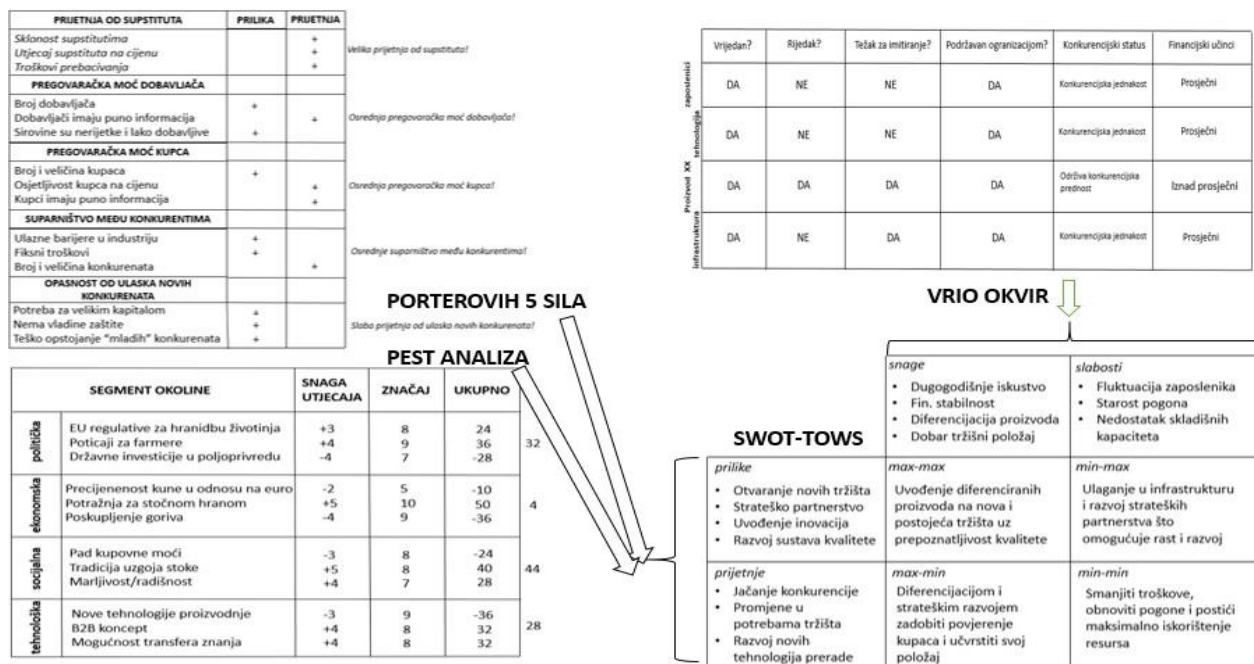 PRIJETNJA OD SUPSTITUTA PRILIKA PRIJETNJA
Sklonost supstitutima +
Utjecaj supstituta na cijenu +
Troškovi prebacivanja +
Velika prijetnja od supstituta!
PREGOVARAČKA MOĆ DOBAVLJAČA
Broj dobavljača +
Dobavljači imaju puno informacija +
Sirovine su nerijetke i lako dobavljive +
Osrednja pregovaračka moć dobavljača!
PREGOVARAČKA MOĆ KUPCA
Broj i veličina kupaca +
Osjetljivost kupca na cijenu +
Kupci imaju puno informacija +
Osrednja pregovaračka moć kupca!
SUPARNIŠTVO MEĐU KONKURENTIMA
Ulazne barijere u industriju +
Fiksni troškovi +
Broj i veličina konkurenata +
Osrednje suparništvo među konkurentima!
OPASNOST OD ULASKA NOVIH
KONKURENATA
Potreba za velikim kapitalom +
Nema vladine zaštite +
Teško opstojanje "mladih" konkurenata +
Slaba prijetnja od ulaska novih konkurenata!
Vrijedan? Rijedak? Težak za imitiranje? Podržavan ogranizacijom? Konkurencijski status Financijski učinci
zaposlenici DA NE NE DA Konkurencijska jednakost Prosječni
tehnologija DA NE NE DA Konkurencijska jednakost Prosječni
Proizvod XX DA DA DA DA Održiva konkurencijska
prednost Iznad prosječni
infrastruktura DA NE DA DA Konkurencijska jednakost Prosječni
PORTEROVIH 5 SILA
VRIO OKVIR
PEST ANALIZA
SEGMENT OKOLINE SNAGA
UTJECAJA ZNAČAJ UKUPNO
politička
EU regulative za hranidbu životinja +3 8 24
Poticaji za farmere +4 9 36 32
Državne investicije u poljoprivredu -4 7 -28
ekonomska
Precijenenost kune u odnosu na euro -2 5 -10
Potražnja za stočnom hranom +5 10 50 4
Poskupljenje goriva -4 9 -36
socijalna
Pad kupovne moći -3 8 -24
Tradicija uzgoja stoke +5 8 40 44
Marljivost/radišnost +4 7 28
tehnološka
Nove tehnologije proizvodnje -3 9 -36
B2B koncept +4 8 32 28
Mogućnost transfera znanja +4 8 32
SWOT-TOWS
snage
• Dugogodišnje iskustvo
• Fin. stabilnost
• Diferencijacija proizvoda
• Dobar tržišni položaj
slabosti
• Fluktuacija zaposlenika
• Starost pogona
• Nedostatak skladišnih
kapaciteta
prilike
• Otvaranje novih tržišta
• Strateško partnerstvo
• Uvođenje inovacija
• Razvoj sustava kvalitete
max-max
Uvođenje diferenciranih
proizvoda na nova i
postojeća tržišta uz
prepoznatljivost kvalitete
min-max
Ulaganje u infrastrukturu
i razvoj strateških
partnerstva što
omogućuje rast i razvoj
prijetnje
• Jačanje konkurencije
• Promjene u
potrebama tržišta
• Razvoj novih
tehnologija prerade
max-min
Diferencijacijom i
strateškim razvojem
zadobiti povjerenje
kupaca i učvrstiti svoj
položaj
min-min
Smanjiti troškove,
obnoviti pogone i postići
maksimalno iskorištenje
resursa